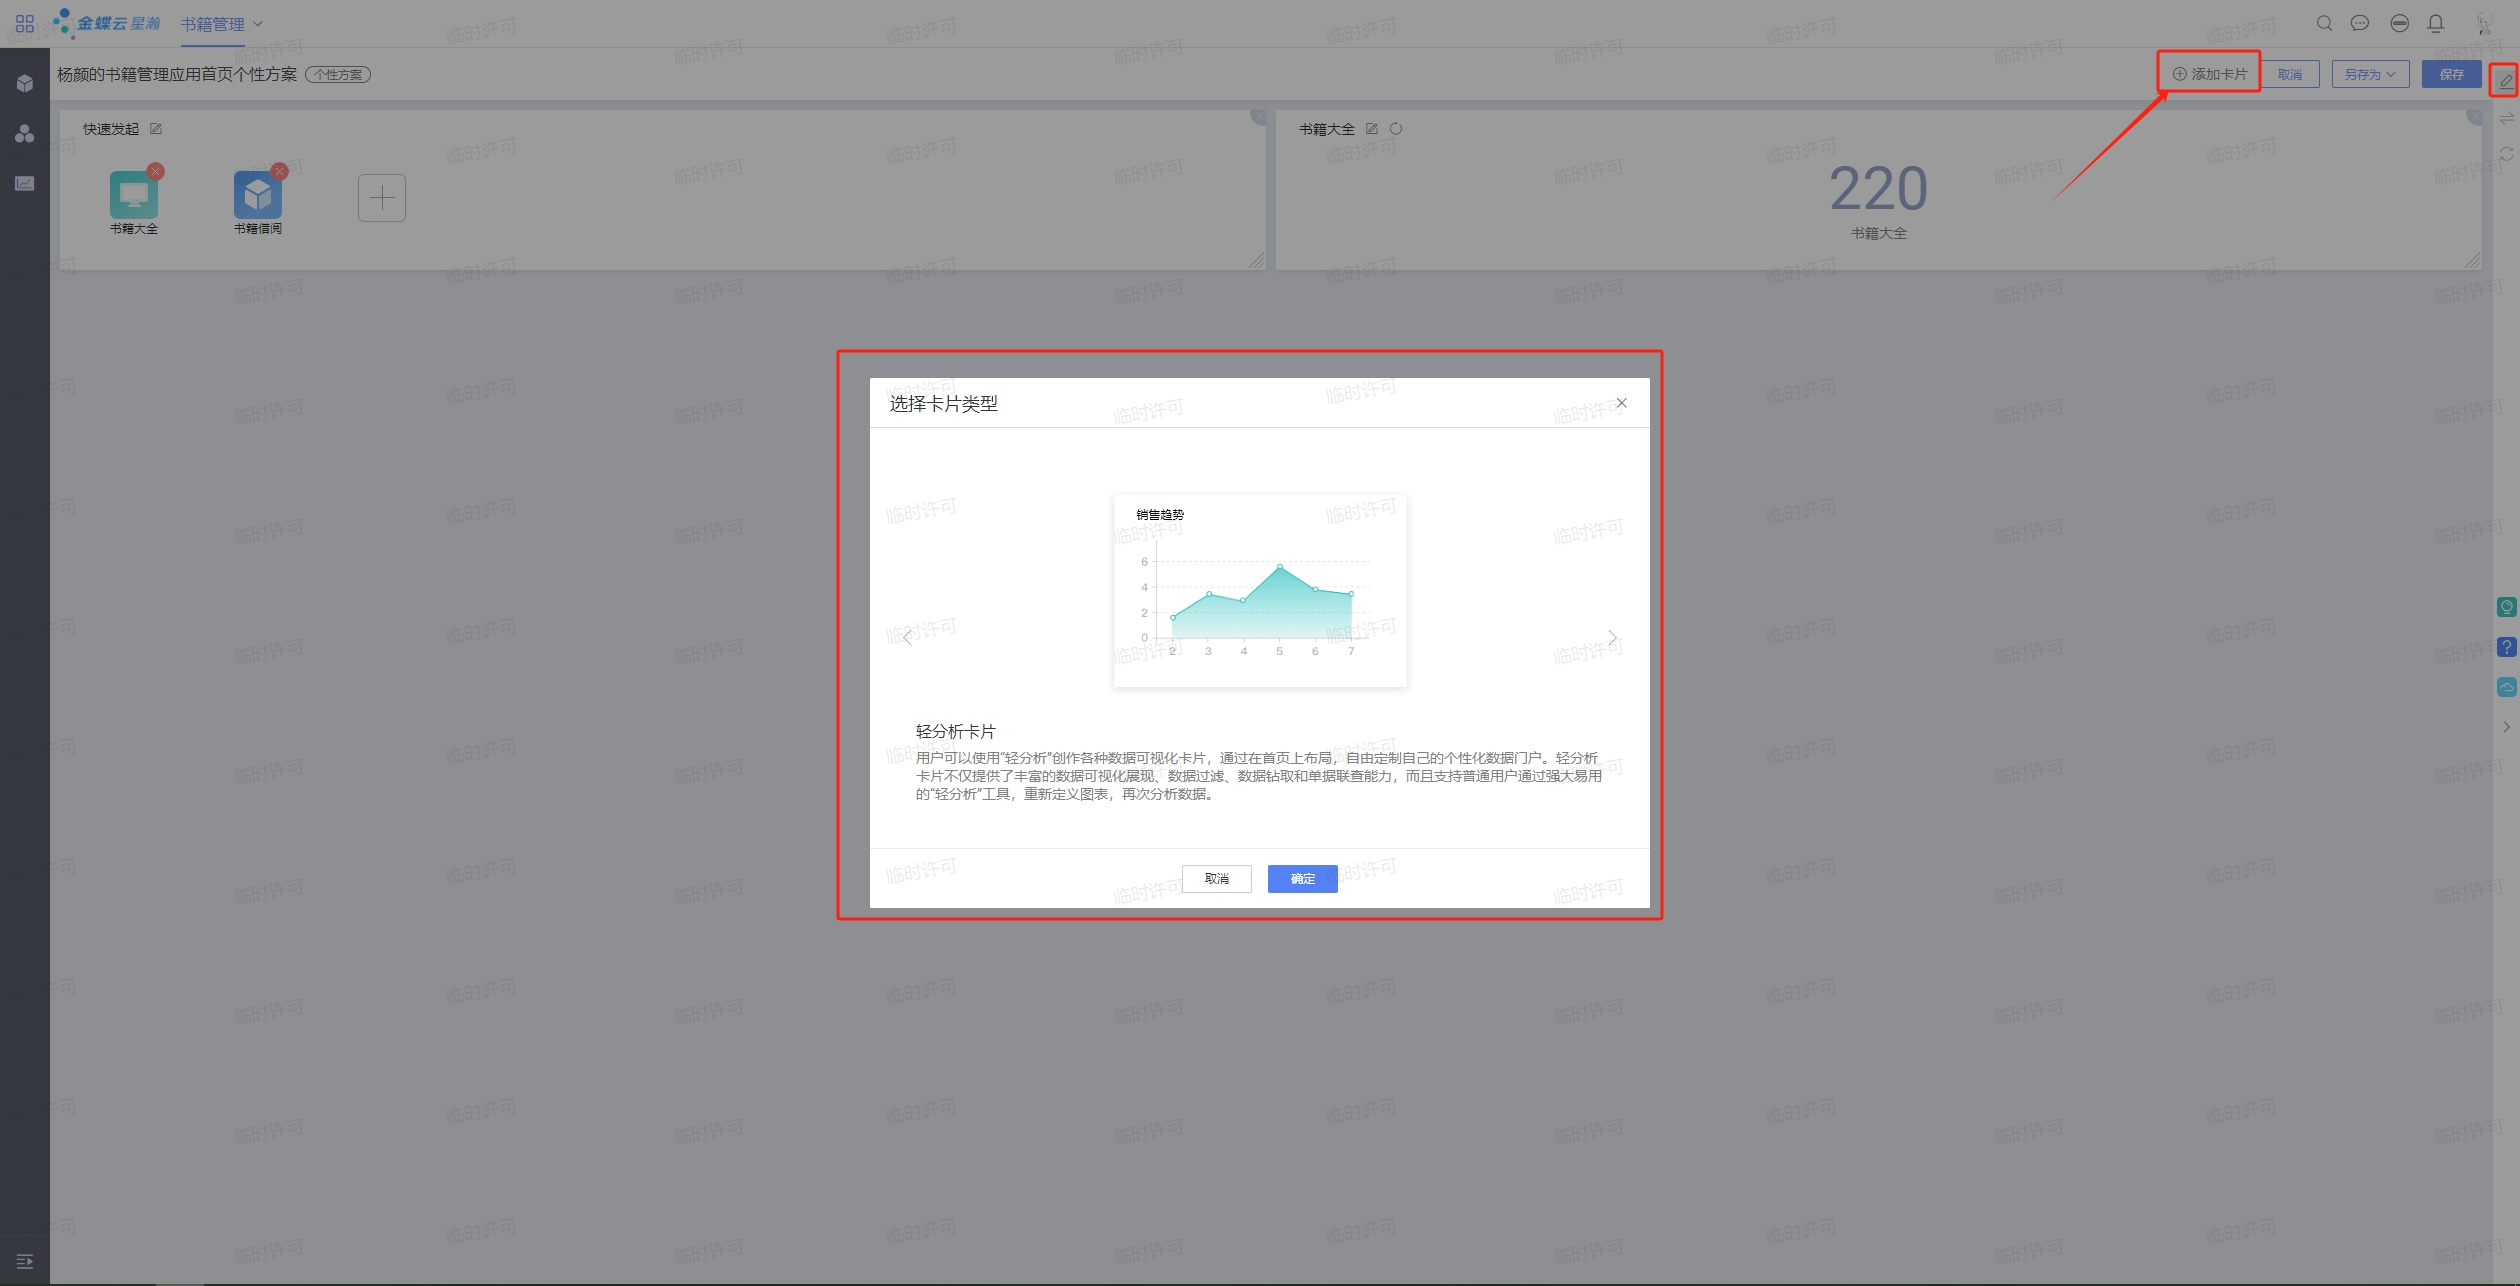 金蝶云星瀚 书籍管理
杨颜的书籍管理应用首页个性方案 个性方案
添加卡片 取消 另存为 保存
快速发起
书籍大全 书籍借阅
书籍大全
220
书籍大全
选择卡片类型
销售趋势
6
4
2
0
2 3 4 5 6 7
轻分析卡片
用户可以使用“轻分析”创作各种数据可视化卡片，通过在首页上布局，自由定制自己的个性化数据门户。轻分析
卡片不仅提供了丰富的数据可视化展现、数据过滤、数据钻取和单据联查能力，而且支持普通用户通过强大易用
的“轻分析”工具，重新定义图表，再次分析数据。
取消 确定
临时许可